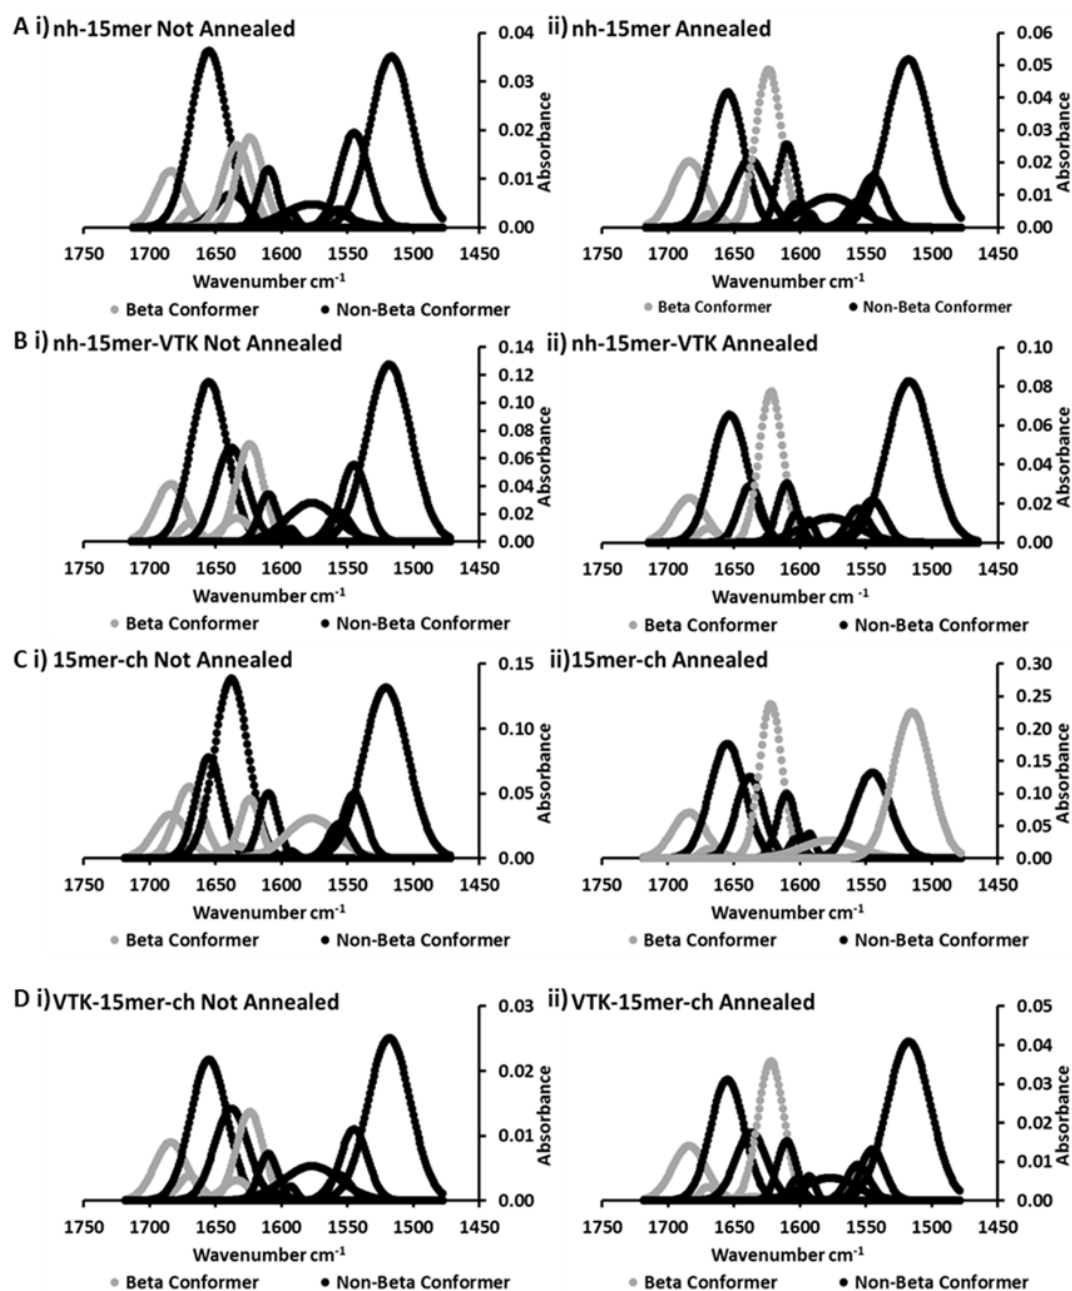 A i) nh-15mer Not Annealed
0.04
0.03
0.02
0.01
0.00
Absorbance
1750 1700 1650 1600 1550 1500 1450
Wavenumber cm-1
Beta Conformer Non-Beta Conformer
ii) nh-15mer Annealed
0.06
0.05
0.04
0.03
0.02
0.01
0.00
Absorbance
1750 1700 1650 1600 1550 1500 1450
Wavenumber cm-1
Beta Conformer Non-Beta Conformer
B i) nh-15mer-VTK Not Annealed
0.14
0.12
0.10
0.08
0.06
0.04
0.02
0.00
Absorbance
1750 1700 1650 1600 1550 1500 1450
Wavenumber cm-1
Beta Conformer Non-Beta Conformer
ii) nh-15mer-VTK Annealed
0.10
0.08
0.06
0.04
0.02
0.00
Absorbance
1750 1700 1650 1600 1550 1500 1450
Wavenumber cm -1
Beta Conformer Non-Beta Conformer
C i) 15mer-ch Not Annealed
0.15
0.10
0.05
0.00
Absorbance
1750 1700 1650 1600 1550 1500 1450
Wavenumber cm-1
Beta Conformer Non-Beta Conformer
ii) 15mer-ch Annealed
0.30
0.25
0.20
0.15
0.10
0.05
0.00
Absorbance
1750 1700 1650 1600 1550 1500 1450
Wavenumber cm-1
Beta Conformer Non-Beta Conformer
D i) VTK-15mer-ch Not Annealed
0.03
0.02
0.01
0.00
Absorbance
1750 1700 1650 1600 1550 1500 1450
Wavenumber cm-1
Beta Conformer Non-Beta Conformer
ii) VTK-15mer-ch Annealed
0.05
0.04
0.03
0.02
0.01
0.00
Absorbance
1750 1700 1650 1600 1550 1500 1450
Wavenumber cm-1
Beta Conformer Non-Beta Conformer